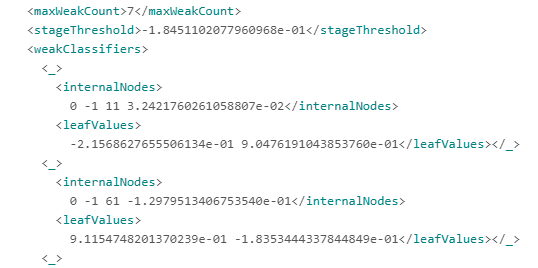 <maxWeakCount>7</maxWeakCount>
<stageThreshold>-1.8451102077960968e-01</stageThreshold>
<weakClassifiers>
<_>
<internalNodes>
0 -1 11 3.2421760261058807e-02</internalNodes>
<leafValues>
-2.1568627655506134e-01 9.0476191043853760e-01</leafValues></_>
<_>
<internalNodes>
0 -1 61 -1.2979513406753540e-01</internalNodes>
<leafValues>
9.1154748201370239e-01 -1.8353444337844849e-01</leafValues></_>
<_>